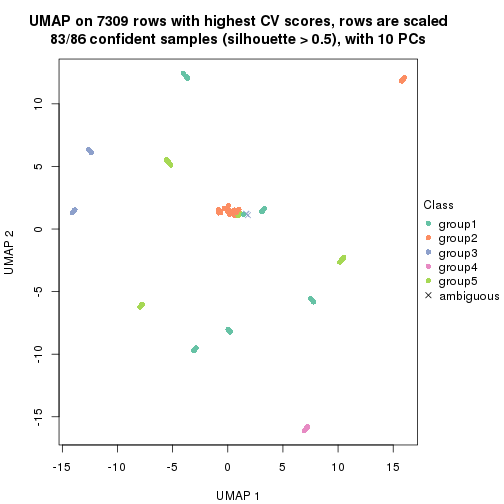 UMAP on 7309 rows with highest CV scores, rows are scaled
83/86 confident samples (silhouette > 0.5), with 10 PCs
10
5
0
-5
-10
-15
UMAP 2
-15
-10
-5
0
5
10
15
UMAP 1
Class
group1
group2
group3
group4
group5
ambiguous